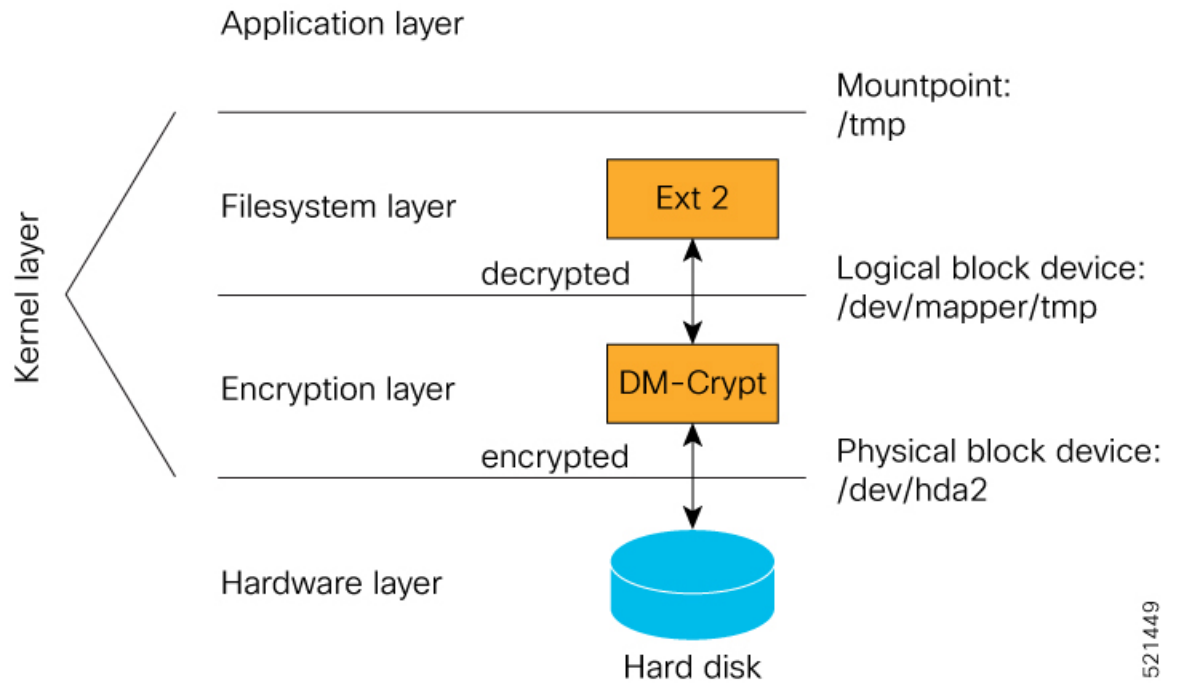 Application layer
Mountpoint:
/tmp
Kernel layer
Filesystem layer
Ext 2
decrypted
Logical block device:
/dev/mapper/tmp
Encryption layer
DM-Crypt
encrypted
Physical block device:
/dev/hda2
Hardware layer
Hard disk
521449